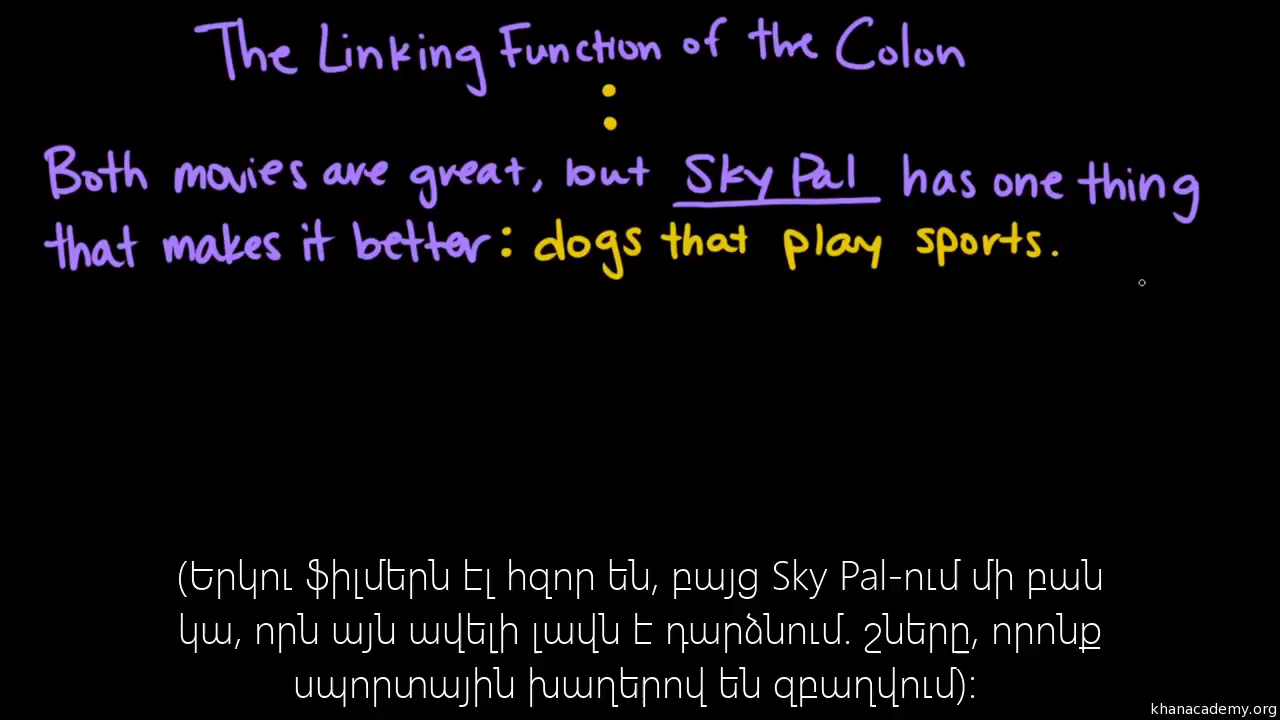 The Linking Function of the Colon
:
Both movies are great, but Sky Pal has one thing
that makes it better: dogs that play sports.
(Երկու ֆիլմերն էլ հզոր են, բայց Sky Pal-ում մի բան
կա, որն այն ավելի լավն է դարձնում. շները, որոնք
սպորտային խաղերով են զբաղվում)։
khanacademy.org